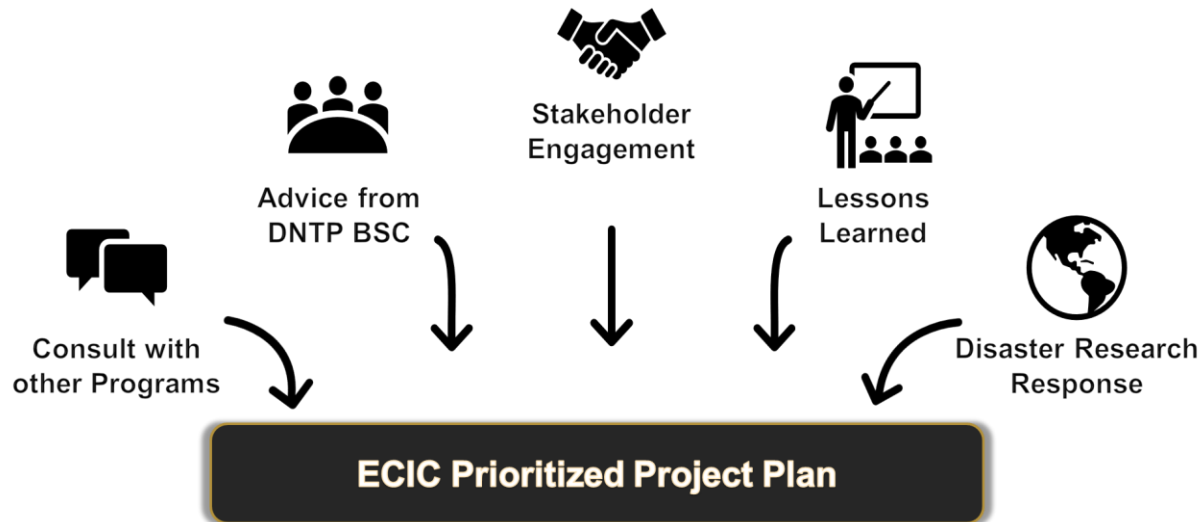 Stakeholder
Engagement
Advice from
DNTP BSC
Lessons
Learned
Consult with
other Programs
Disaster Research
Response
ECIC Prioritized Project Plan